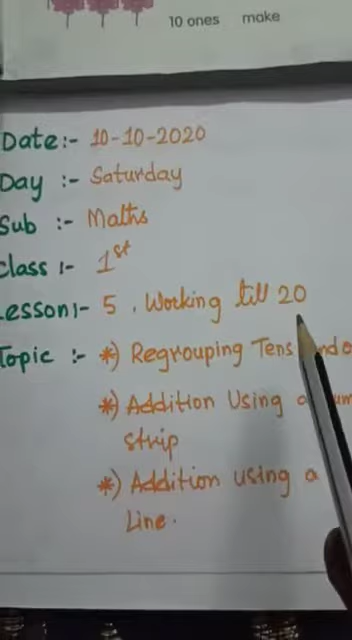 10 ones make
Date:- 10-10-2020
Day :- Saturday
Sub :- Maths
Class :- 1st
Lesson:- 5. Working till 20
Topic :- *) Regrouping Tens
*) Addition Using
strip
*) Addition using a
Line.